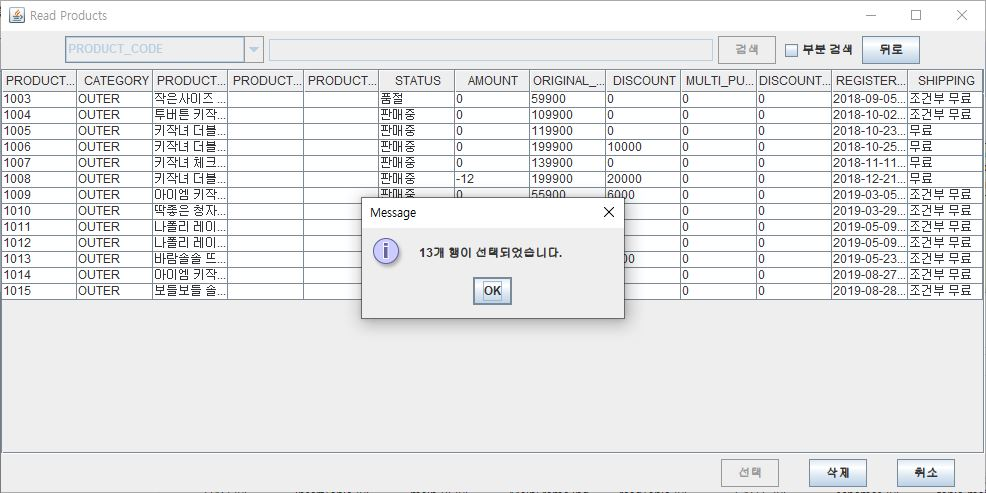 Read Products
PRODUCT_CODE 검색 부분 검색 뒤로
PRODUCT... CATEGORY PRODUCT... PRODUCT... PRODUCT... STATUS AMOUNT ORIGINAL_... DISCOUNT MULTI_PU... DISCOUNT... REGISTER... SHIPPING
1003 OUTER 작은사이즈 ... 품절 0 59900 0 0 0 2018-09-05... 조건부 무료
1004 OUTER 투버튼 키작... 판매중 0 109900 0 0 0 2018-10-02... 조건부 무료
1005 OUTER 키작녀 더블... 판매중 0 119900 0 0 0 2018-10-23... 무료
1006 OUTER 키작녀 더블... 판매중 0 199900 10000 0 0 2018-10-25... 무료
1007 OUTER 키작녀 체크... 판매중 0 139900 0 0 0 2018-11-11... 무료
1008 OUTER 키작녀 더블... 판매중 -12 199900 20000 0 0 2018-12-21... 무료
1009 OUTER 아이엠 키작... 판매중 0 55900 6000 0 0 2019-03-05... 조건부 무료
1010 OUTER 딱좋은 청자... 0 0 2019-03-29... 조건부 무료
1011 OUTER 나폴리 레이... 0 0 2019-05-09... 조건부 무료
1012 OUTER 나폴리 레이... 0 0 2019-05-09... 조건부 무료
1013 OUTER 바람솔솔 뜨... 0 0 2019-05-23... 조건부 무료
1014 OUTER 아이엠 키작... 0 0 2019-08-27... 조건부 무료
1015 OUTER 보들보들 솔... 0 0 2019-08-28... 조건부 무료
Message
13개 행이 선택되었습니다.
OK
선택 삭제 취소